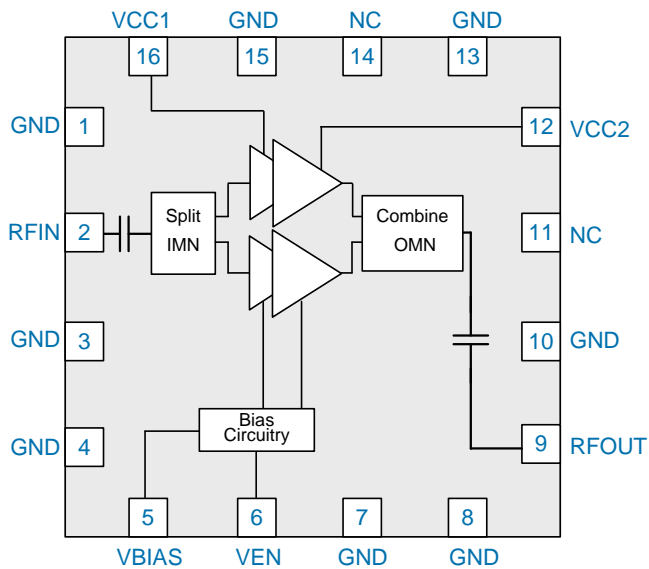 VCC1 GND NC GND
16 15 14 13
GND 1
12 VCC2
Split
IMN
Combine
OMN
RFIN 2
11 NC
GND 3
10 GND
Bias
Circuitry
GND 4
9 RFOUT
5 6 7 8
VBIAS VEN GND GND